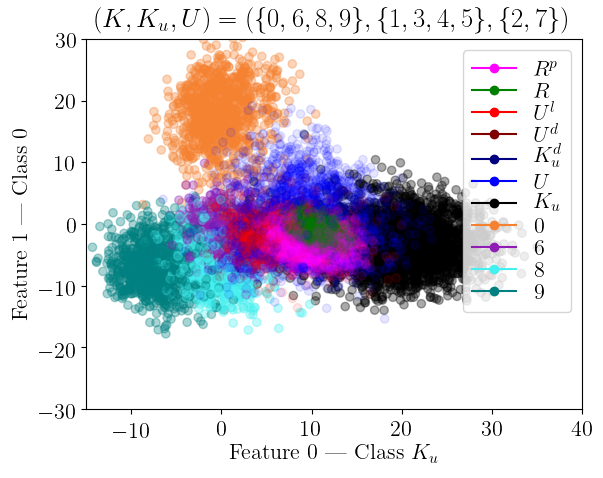 (K, K_u, U) = ({0, 6, 8, 9}, {1, 3, 4, 5}, {2, 7})
30
20
10
0
−10
−20
−30
Feature 1 — Class 0
−10 0 10 20 30 40
Feature 0 — Class K_u
R^p
R
U^l
U^d
K_u^d
U
K_u
0
6
8
9